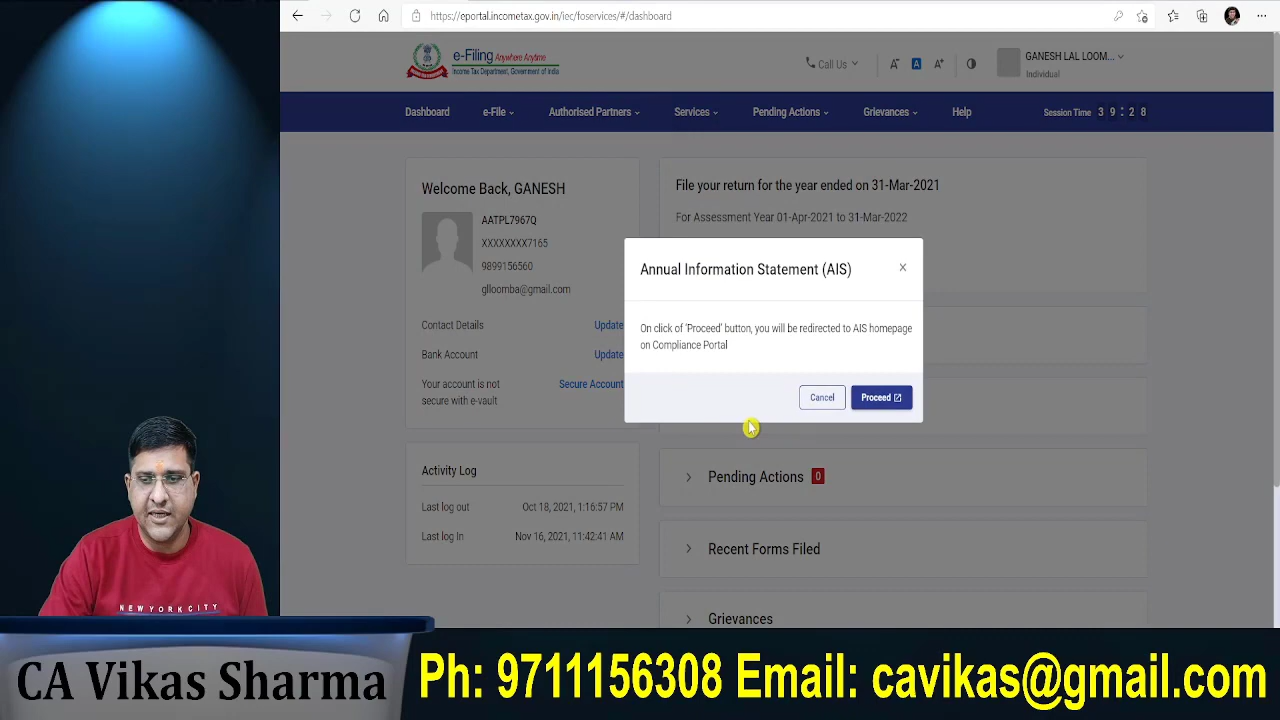 https://eportal.incometax.gov.in/iec/foservices/#/dashboard
e-Filing Anywhere Anytime
Income Tax Department, Government of India
Call Us
A A A
GANESH LAL LOOM...
Individual
Dashboard e-File Authorised Partners Services Pending Actions Grievances Help Session Time 3 9 : 2 8
Welcome Back, GANESH
AATPL7967Q
XXXXXXXX7165
9899156560
glloomba@gmail.com
Contact Details Update
Bank Account Update
Your account is not secure with e-vault Secure Account
Activity Log
Last log out Oct 18, 2021, 1:16:57 PM
Last log In Nov 16, 2021, 11:42:41 AM
File your return for the year ended on 31-Mar-2021
For Assessment Year 01-Apr-2021 to 31-Mar-2022
Annual Information Statement (AIS)
On click of 'Proceed' button, you will be redirected to AIS homepage
on Compliance Portal
Cancel Proceed
Pending Actions 0
Recent Forms Filed
Grievances
NEWYORKCITY
CA Vikas Sharma
Ph: 9711156308 Email: cavikas@gmail.com